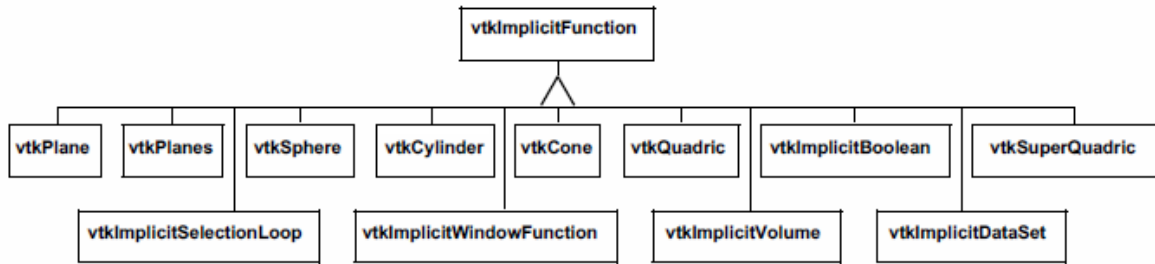 vtkImplicitFunction
vtkPlane
vtkPlanes
vtkSphere
vtkCylinder
vtkCone
vtkQuadric
vtkImplicitBoolean
vtkSuperQuadric
vtkImplicitSelectionLoop
vtkImplicitWindowFunction
vtkImplicitVolume
vtkImplicitDataSet